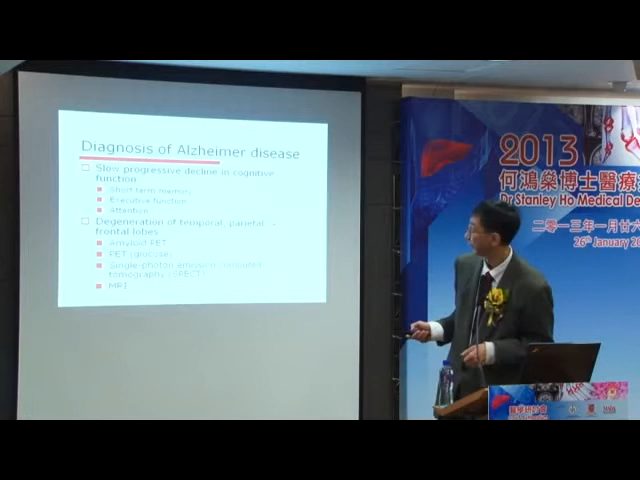 Diagnosis of Alzheimer disease
Slow progressive decline in cognitive
function
Short term memory
Executive function
Attention
Degeneration of temporal, parietal, -
frontal lobes
Amyloid PET
PET (glucose)
Single-photon emission computed
tomography (SPECT)
MRI
2013
何鴻燊博士醫療
Dr Stanley Ho Medical De
二零一三年一月廿六
26th January 20